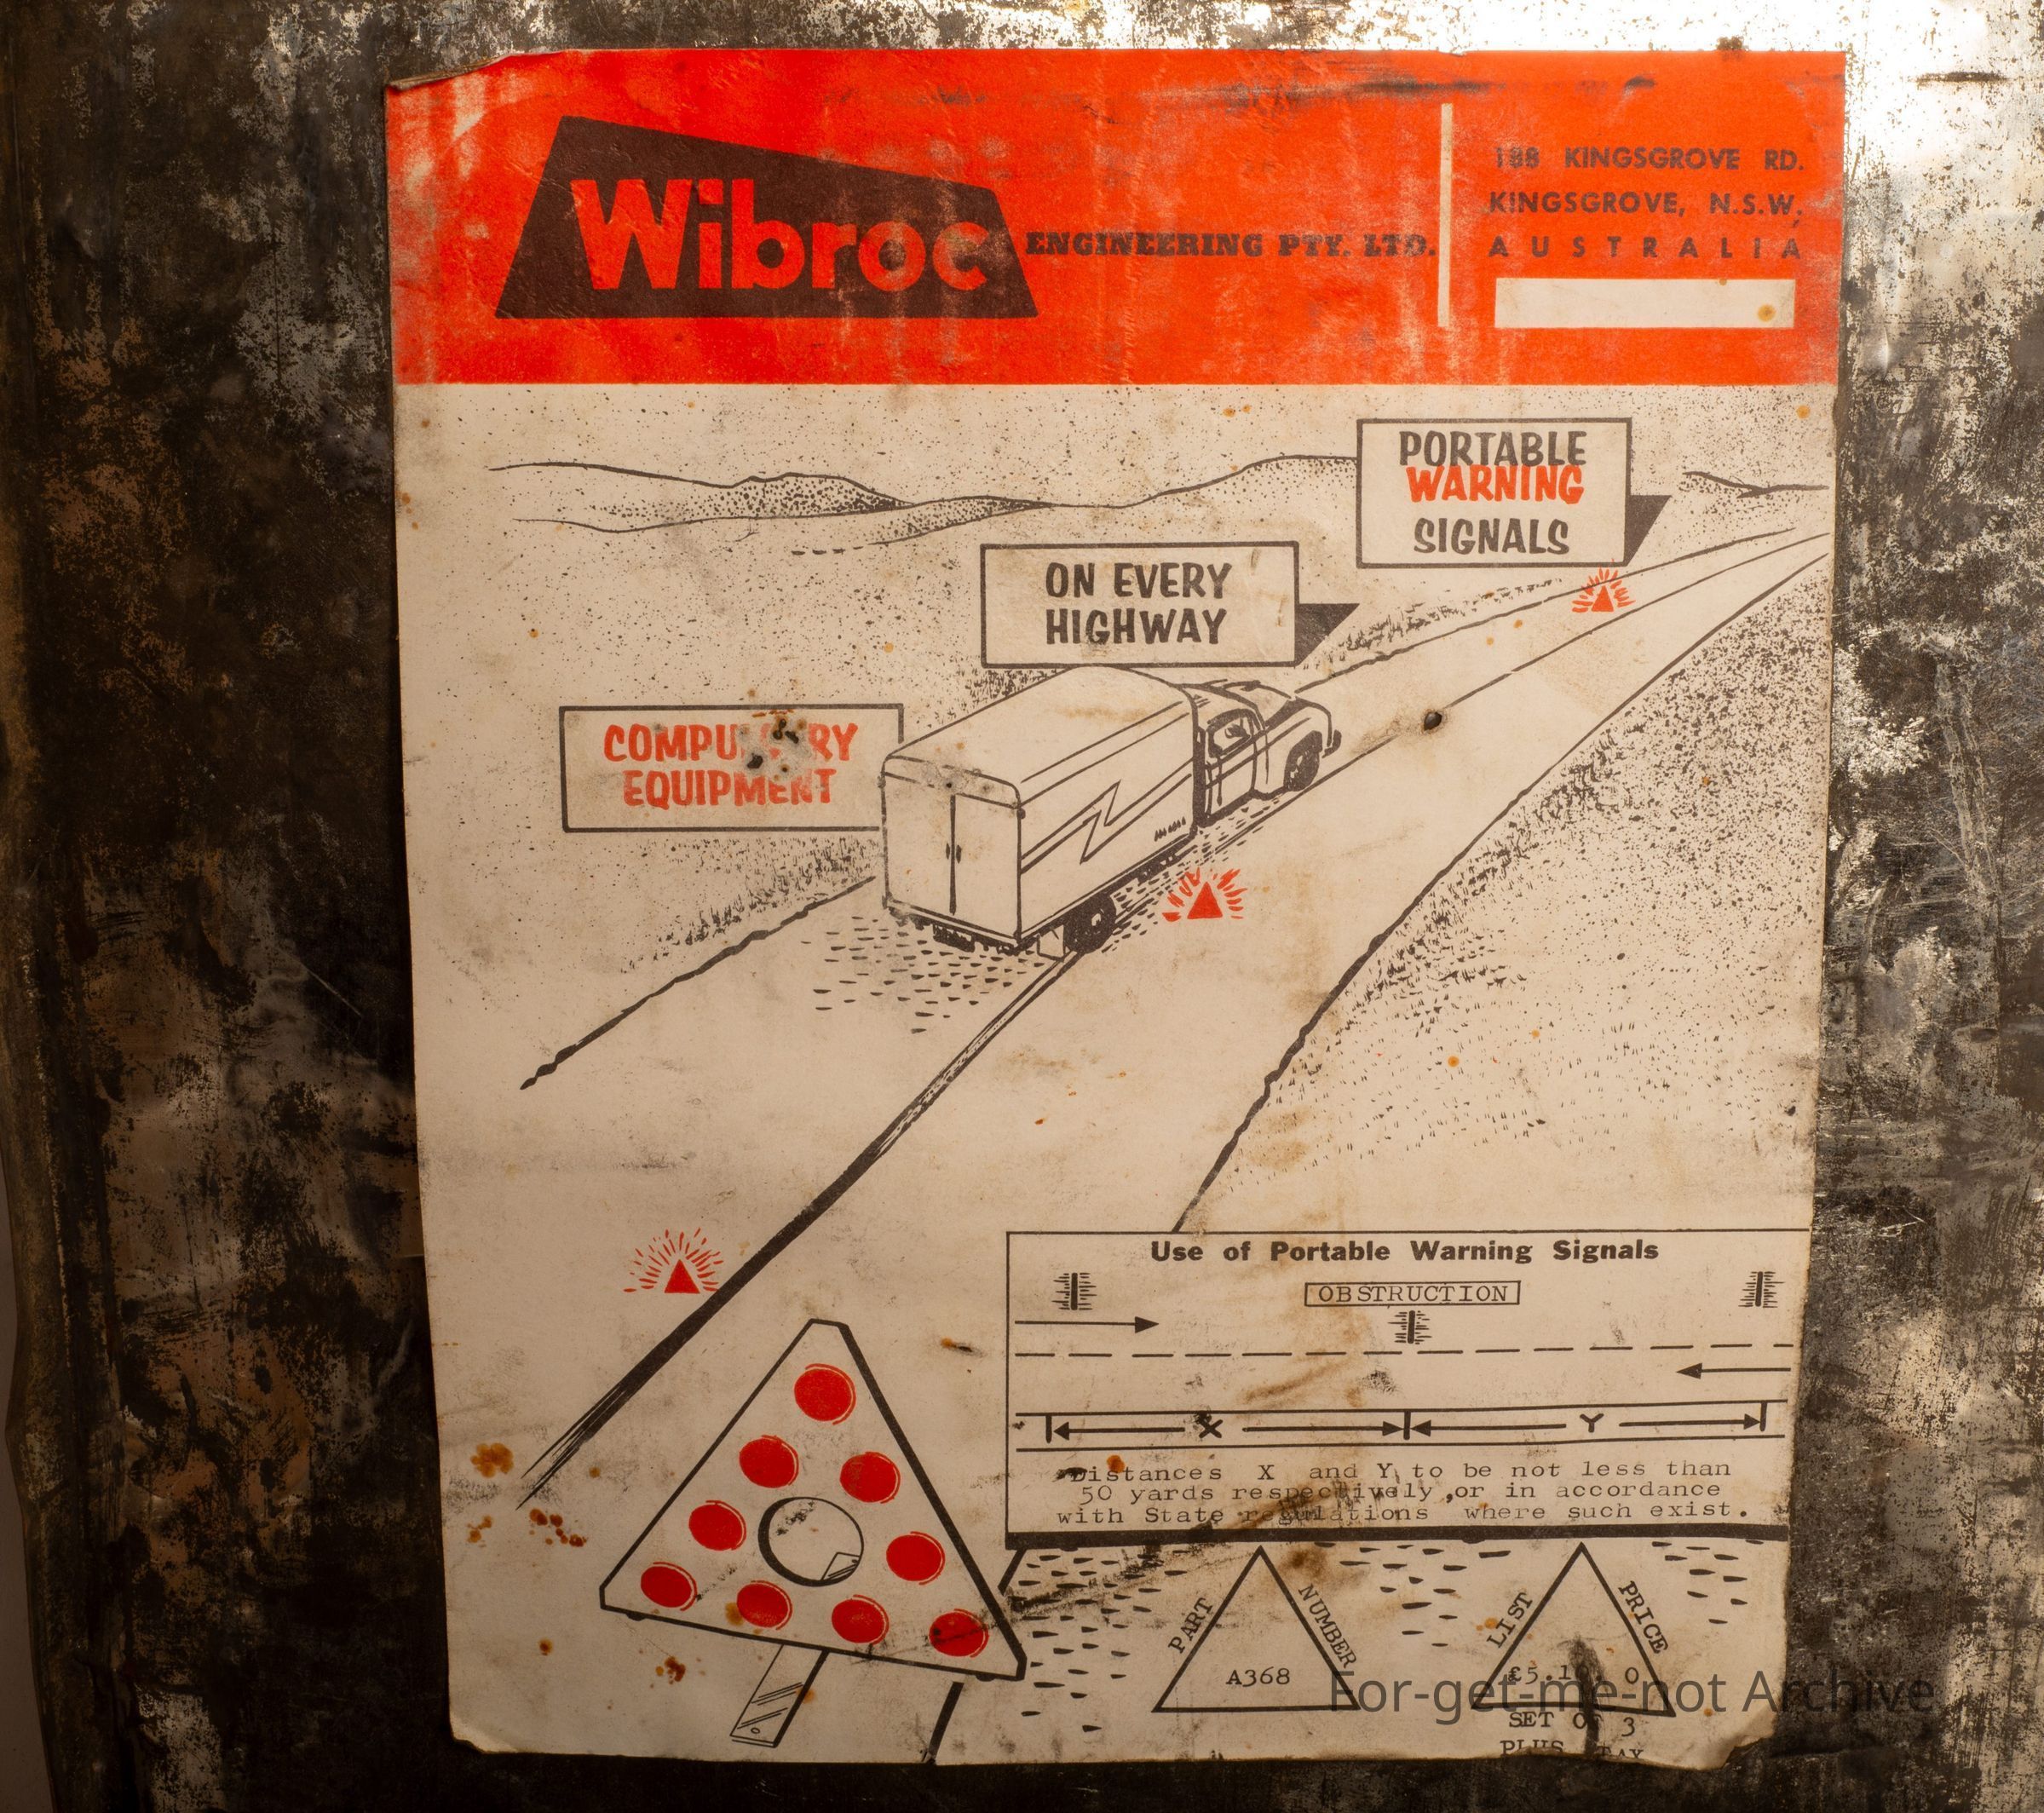 Wibroc ENGINEERING PTY. LTD.
188 KINGSGROVE RD.
KINGSGROVE, N.S.W.
AUSTRALIA
PORTABLE
WARNING
SIGNALS
ON EVERY
HIGHWAY
EQUIPMENT
Use of Portable Warning Signals
OBSTRUCTION
X Y
Distances X and Y to be not less than
50 yards respectively, or in accordance
with State regulations where such exist.
PART NUMBER
A368
LIST PRICE
SET OF 3
PLUS TAX
For-get-me-not Archive